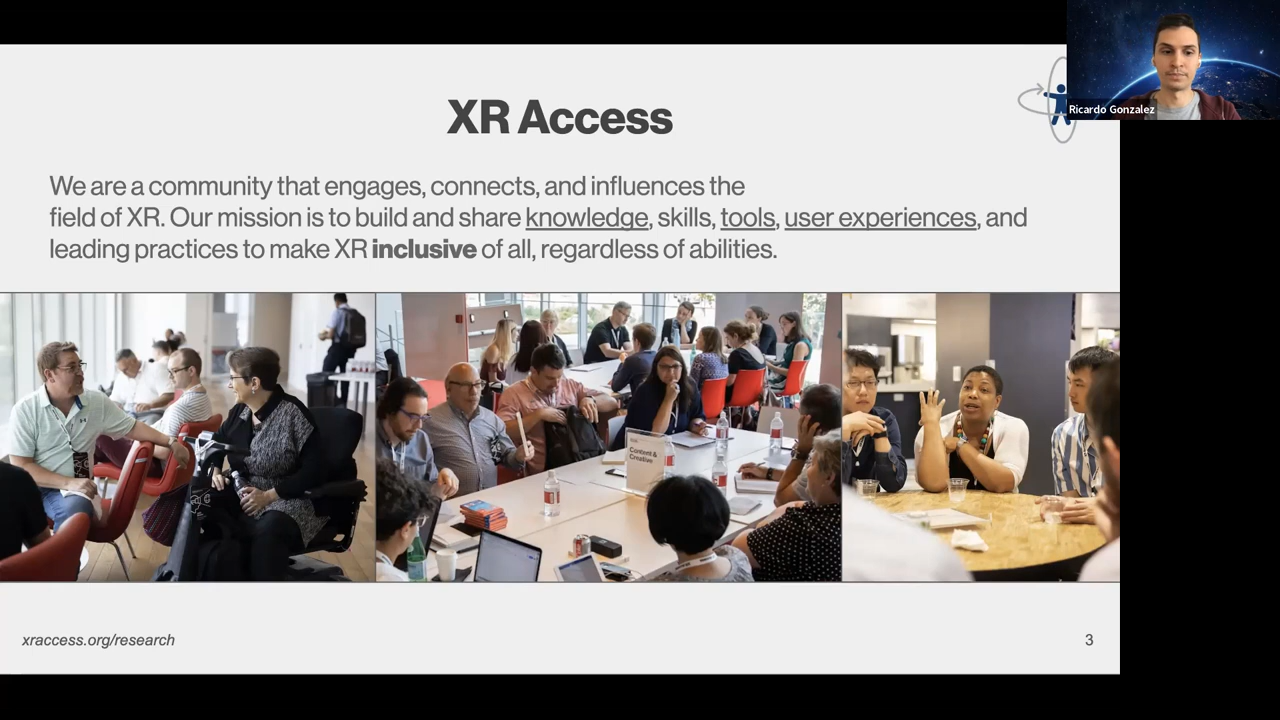 Ricardo Gonzalez
XR Access
We are a community that engages, connects, and influences the
field of XR. Our mission is to build and share knowledge, skills, tools, user experiences, and
leading practices to make XR inclusive of all, regardless of abilities.
Content &
Creative
xraccess.org/research
3